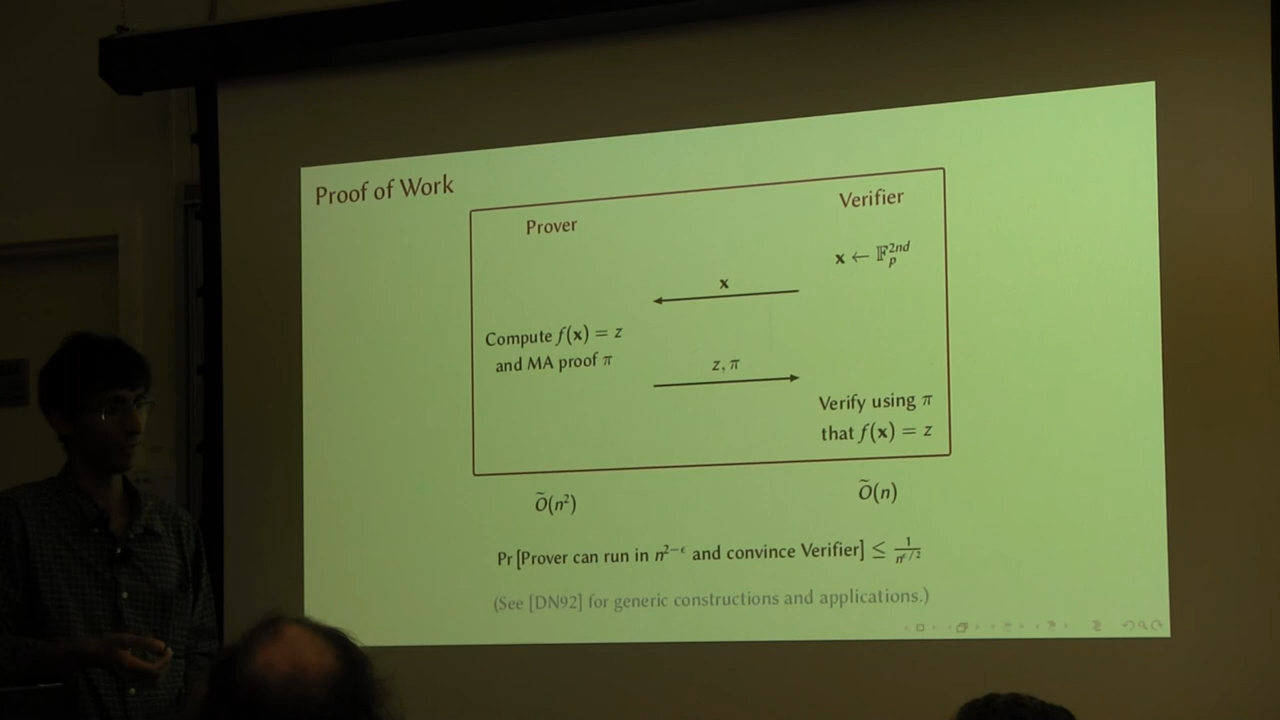 Proof of Work
Prover
Verifier
x ← 𝔽_p^{2nd}
x
Compute f(x) = z
and MA proof π
z, π
Verify using π
that f(x) = z
Õ(n²)
Õ(n)
Pr [Prover can run in n^{2−ϵ} and convince Verifier] ≤ 1/n^{ϵ/2}
(See [DN92] for generic constructions and applications.)